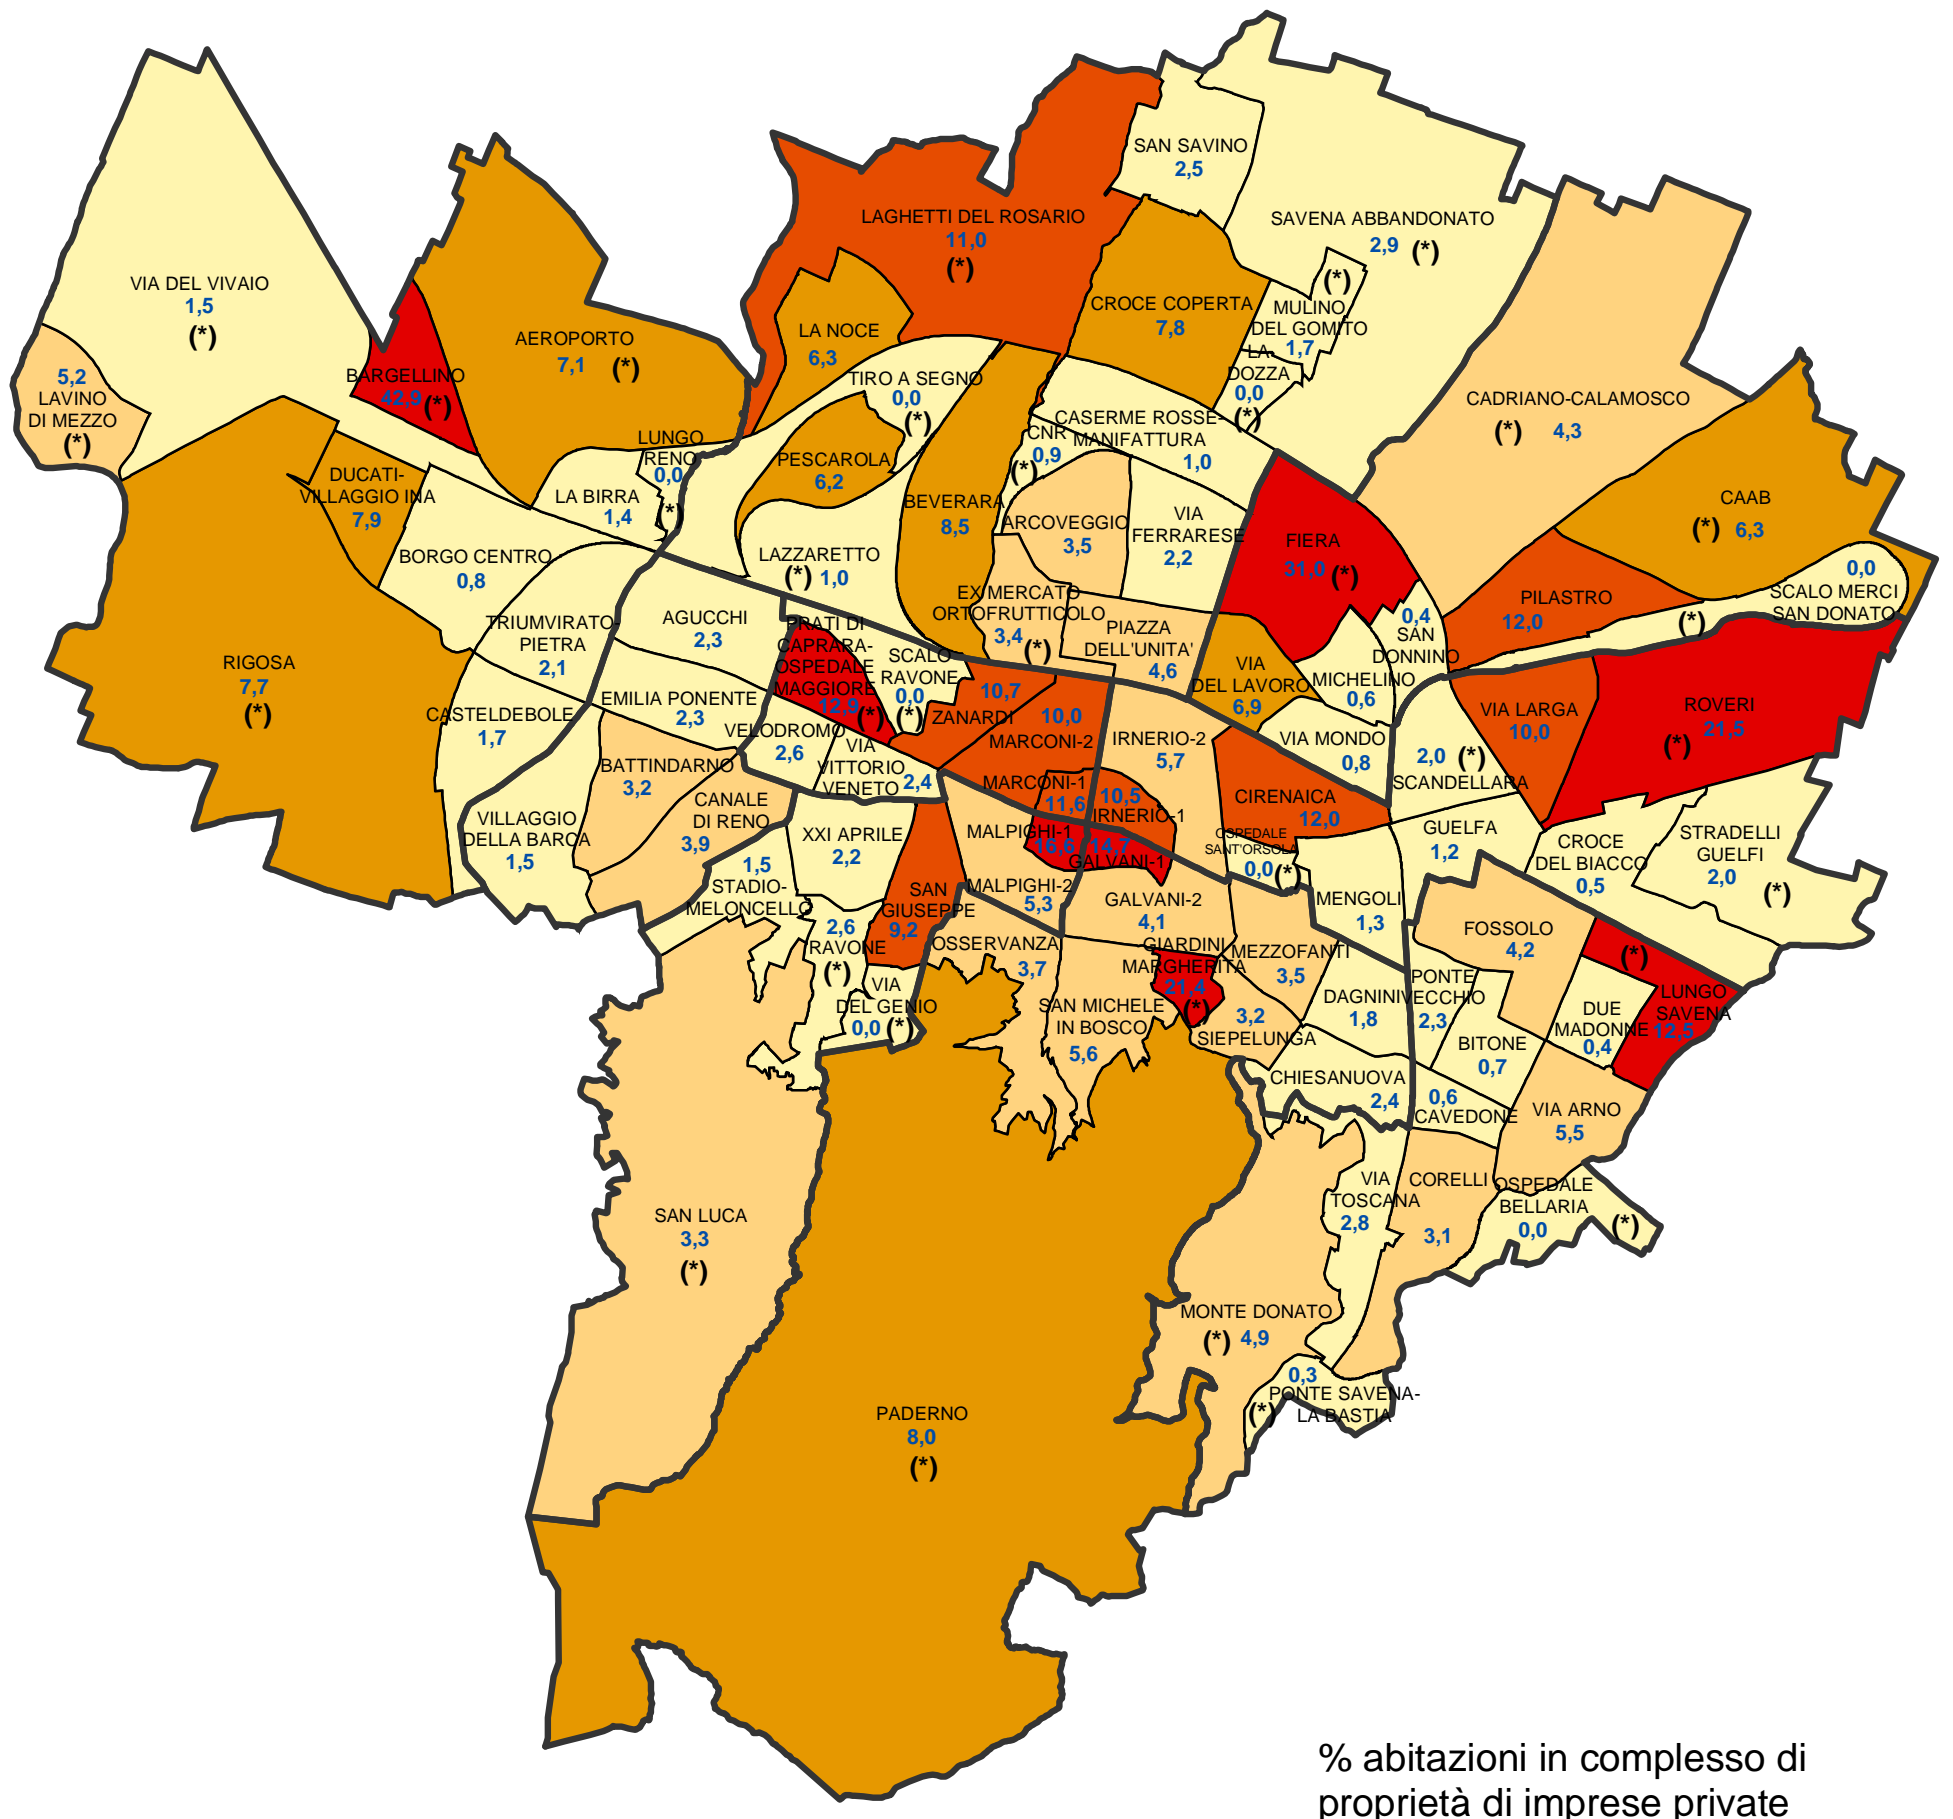 SAN SAVINO
2,5
LAGHETTI DEL ROSARIO
11,0
(*)
SAVENA ABBANDONATO
2,9 (*)
VIA DEL VIVAIO
1,5
(*)
AEROPORTO
7,1 (*)
LA NOCE
6,3
CROCE COPERTA
7,8
(*)
MULINO
DEL GOMITO
1,7
LA-
DOZZA
0,0
(*)
5,2
LAVINO
DI MEZZO
(*)
BARGELLINO
42,9 (*)
TIRO A SEGNO
0,0
(*)
CADRIANO-CALAMOSCO
(*) 4,3
CASERME ROSSE-
MANIFATTURA
1,0
CNR
0,9
(*)
LUNGO
RENO
0,0
(*)
PESCAROLA
6,2
DUCATI-
VILLAGGIO INA
7,9
LA BIRRA
1,4
BEVERARA
8,5
ARCOVEGGIO
3,5
VIA
FERRARESE
2,2
FIERA
31,0 (*)
CAAB
(*) 6,3
BORGO CENTRO
0,8
LAZZARETTO
(*) 1,0
0,0
SCALO MERCI
SAN DONATO
(*)
EX MERCATO
ORTOFRUTTICOLO
3,4 (*)
PILASTRO
12,0
AGUCCHI
2,3
TRIUMVIRATO-
PIETRA
2,1
PRATI DI
CAPRARA-
OSPEDALE
MAGGIORE
12,9 (*)
PIAZZA
DELL'UNITA'
4,6
0,4
SAN
DONNINO
RIGOSA
7,7
(*)
SCALO
RAVONE
0,0
(*)
VIA
DEL LAVORO
6,9
MICHELINO
0,6
EMILIA PONENTE
2,3
10,7
ZANARDI
CASTELDEBOLE
1,7
VELODROMO
2,6
10,0
MARCONI-2
IRNERIO-2
5,7
VIA MONDO
0,8
VIA LARGA
10,0
ROVERI
(*) 21,5
2,0 (*)
SCANDELLARA
BATTINDARNO
3,2
VIA
VITTORIO
VENETO 2,4
MARCONI-1
11,6
10,5
IRNERIO-1
CIRENAICA
12,0
CANALE
DI RENO
3,9
VILLAGGIO
DELLA BARCA
1,5
XXI APRILE
2,2
MALPIGHI-1
16,6
14,7
GALVANI-1
OSPEDALE
SANT'ORSOLA
0,0 (*)
GUELFA
1,2
CROCE
DEL BIACCO
0,5
STRADELLI
GUELFI
2,0
(*)
1,5
STADIO-
MELONCELLO
SAN
GIUSEPPE
9,2
MALPIGHI-2
5,3
GALVANI-2
4,1
MENGOLI
1,3
2,6
RAVONE
(*)
OSSERVANZA
3,7
GIARDINI
MARGHERITA
21,4
(*)
MEZZOFANTI
3,5
FOSSOLO
4,2
(*)
LUNGO
SAVENA
12,5
VIA
DEL GENIO
0,0 (*)
SAN MICHELE
IN BOSCO
5,6
3,2
SIEPELUNGA
DAGNINI
1,8
PONTE
VECCHIO
2,3
DUE
MADONNE
0,4
BITONE
0,7
CHIESANUOVA
2,4
0,6
CAVEDONE
VIA ARNO
5,5
VIA
TOSCANA
2,8
CORELLI
3,1
OSPEDALE
BELLARIA
0,0
(*)
SAN LUCA
3,3
(*)
MONTE DONATO
(*) 4,9
0,3
PONTE SAVENA-
LA BASTIA
(*)
PADERNO
8,0
(*)
% abitazioni in complesso di
proprietà di imprese private